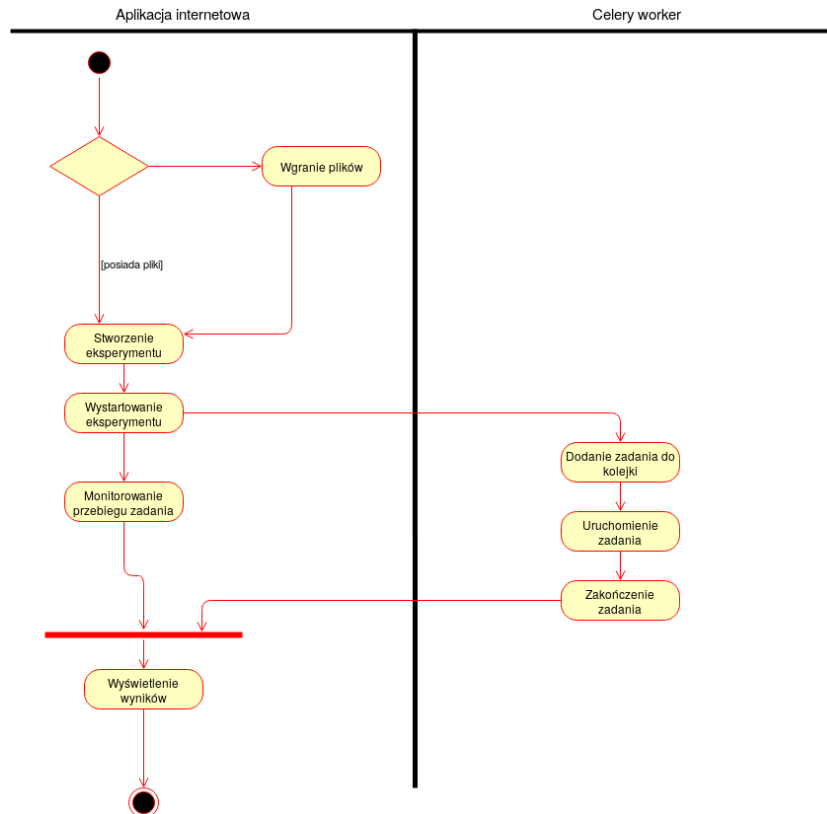 Aplikacja internetowa
Celery worker
Wgranie plików
[posiada pliki]
Stworzenie
eksperymentu
Wystartowanie
eksperymentu
Dodanie zadania do
kolejki
Monitorowanie
przebiegu zadania
Uruchomienie
zadania
Zakończenie
zadania
Wyświetlenie
wyników